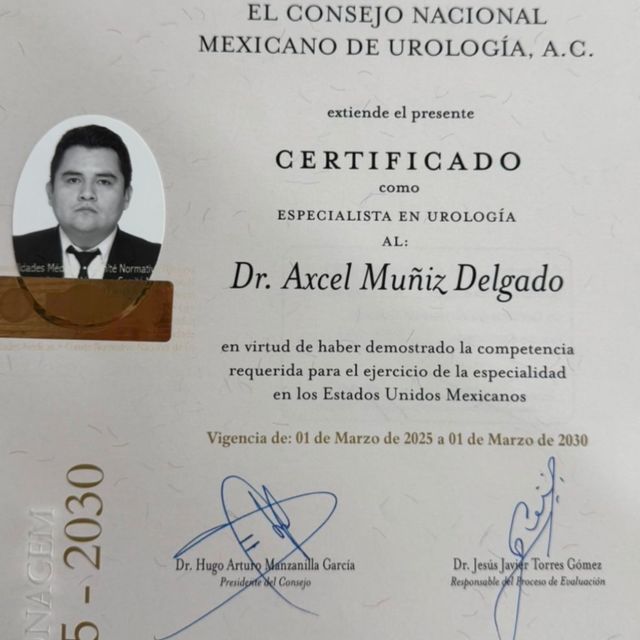 EL CONSEJO NACIONAL
MEXICANO DE UROLOGÍA, A.C.
extiende el presente
CERTIFICADO
como
ESPECIALISTA EN UROLOGÍA
AL:
Dr. Axcel Muñiz Delgado
en virtud de haber demostrado la competencia
requerida para el ejercicio de la especialidad
en los Estados Unidos Mexicanos
Vigencia de: 01 de Marzo de 2025 a 01 de Marzo de 2030
Dr. Hugo Arturo Manzanilla García
Presidente del Consejo
Dr. Jesús Javier Torres Gómez
Responsable del Proceso de Evaluación
Normativ
NAGEM
5 - 2030